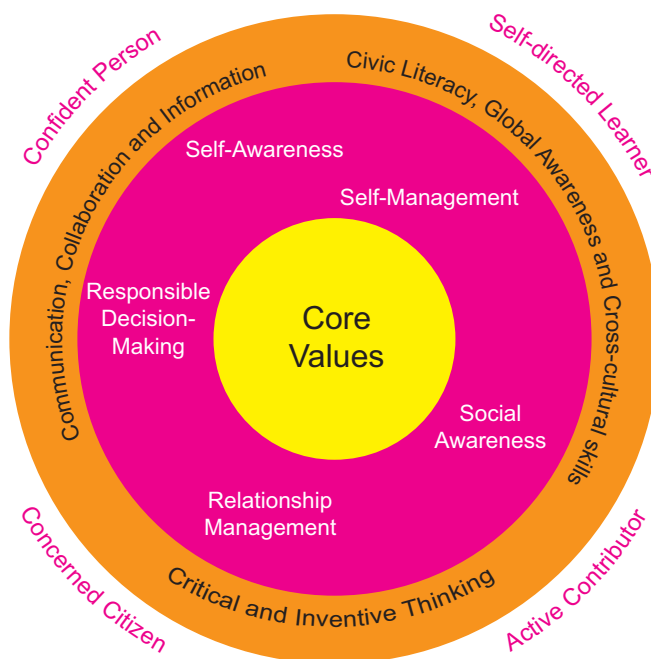 Confident Person
Self-directed Learner
Communication, Collaboration and Information
Civic Literacy, Global Awareness and Cross-cultural skills
Self-Awareness
Self-Management
Responsible
Decision-
Making
Core
Values
Social
Awareness
Relationship
Management
Critical and Inventive Thinking
Concerned Citizen
Active Contributor